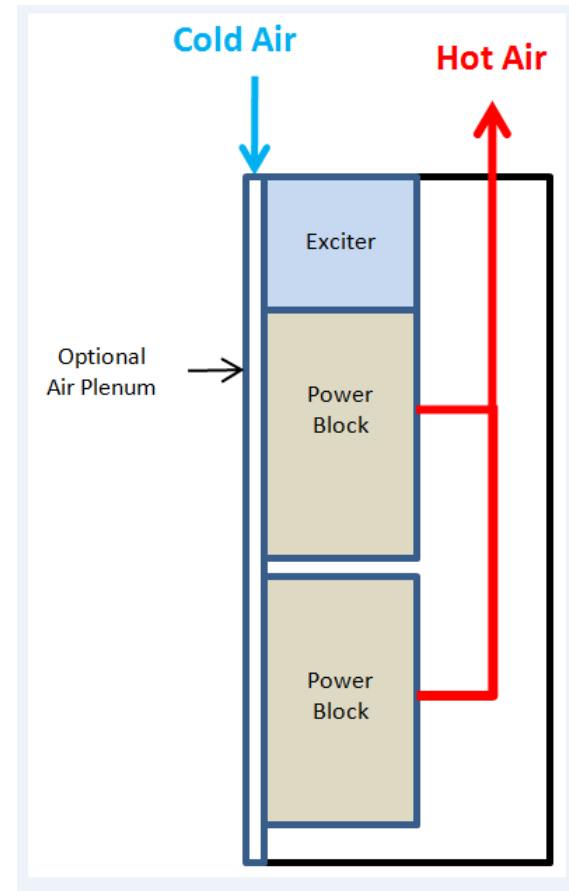 Cold Air
Hot Air
Exciter
Optional
Air Plenum
Power
Block
Power
Block